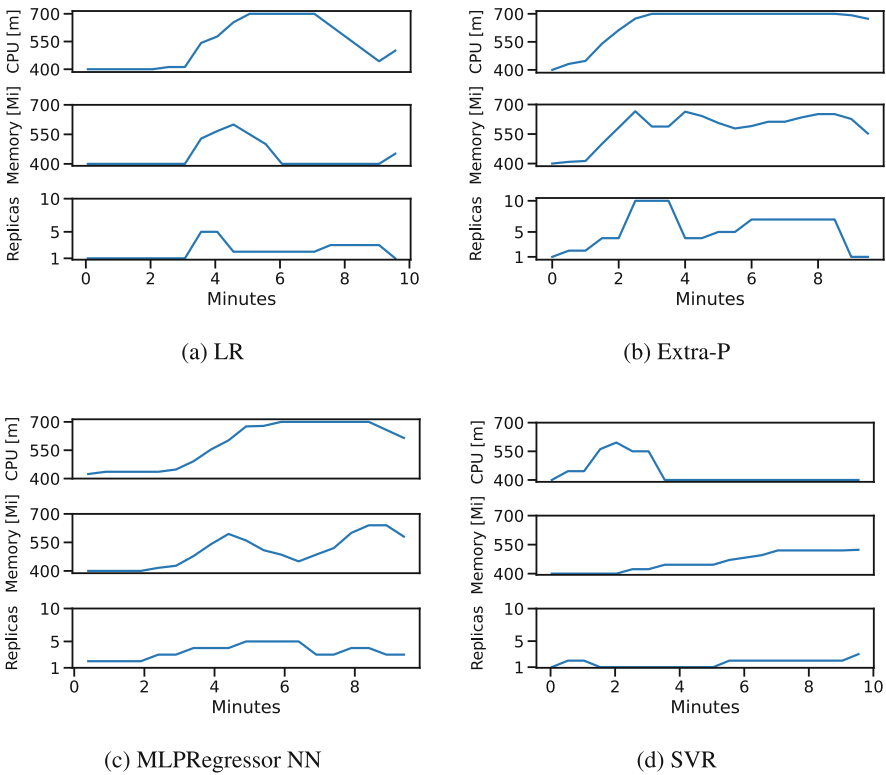 CPU [m]
700
550
400
Memory [Mi]
700
550
400
Replicas
10
5
1
0 2 4 6 8 10
Minutes
(a) LR
CPU [m]
700
550
400
Memory [Mi]
700
550
400
Replicas
10
5
1
0 2 4 6 8
Minutes
(b) Extra-P
CPU [m]
700
550
400
Memory [Mi]
700
550
400
Replicas
10
5
1
0 2 4 6 8
Minutes
(c) MLPRegressor NN
CPU [m]
700
550
400
Memory [Mi]
700
550
400
Replicas
10
5
1
0 2 4 6 8 10
Minutes
(d) SVR